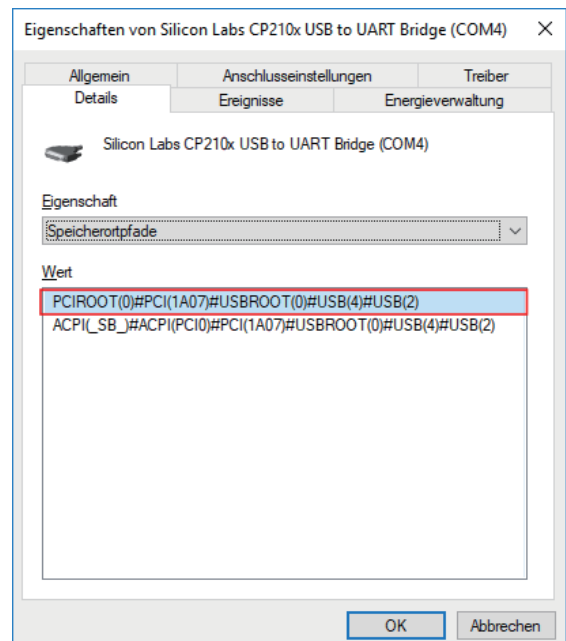 Eigenschaften von Silicon Labs CP210x USB to UART Bridge (COM4)
Allgemein Anschlusseinstellungen Treiber
Details Ereignisse Energieverwaltung
Silicon Labs CP210x USB to UART Bridge (COM4)
Eigenschaft
Speicherortpfade
Wert
PCIROOT(0)#PCI(1A07)#USBROOT(0)#USB(4)#USB(2)
ACPI(_SB_)#ACPI(PCI0)#PCI(1A07)#USBROOT(0)#USB(4)#USB(2)
OK Abbrechen